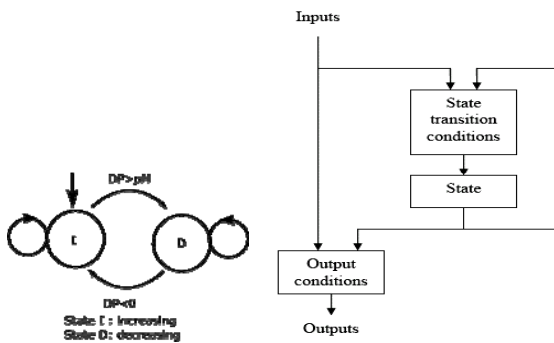 Inputs
State
transition
conditions
State
Output
conditions
Outputs
DP>pM
I
D
DP<0
State I : increasing
State D: decreasing